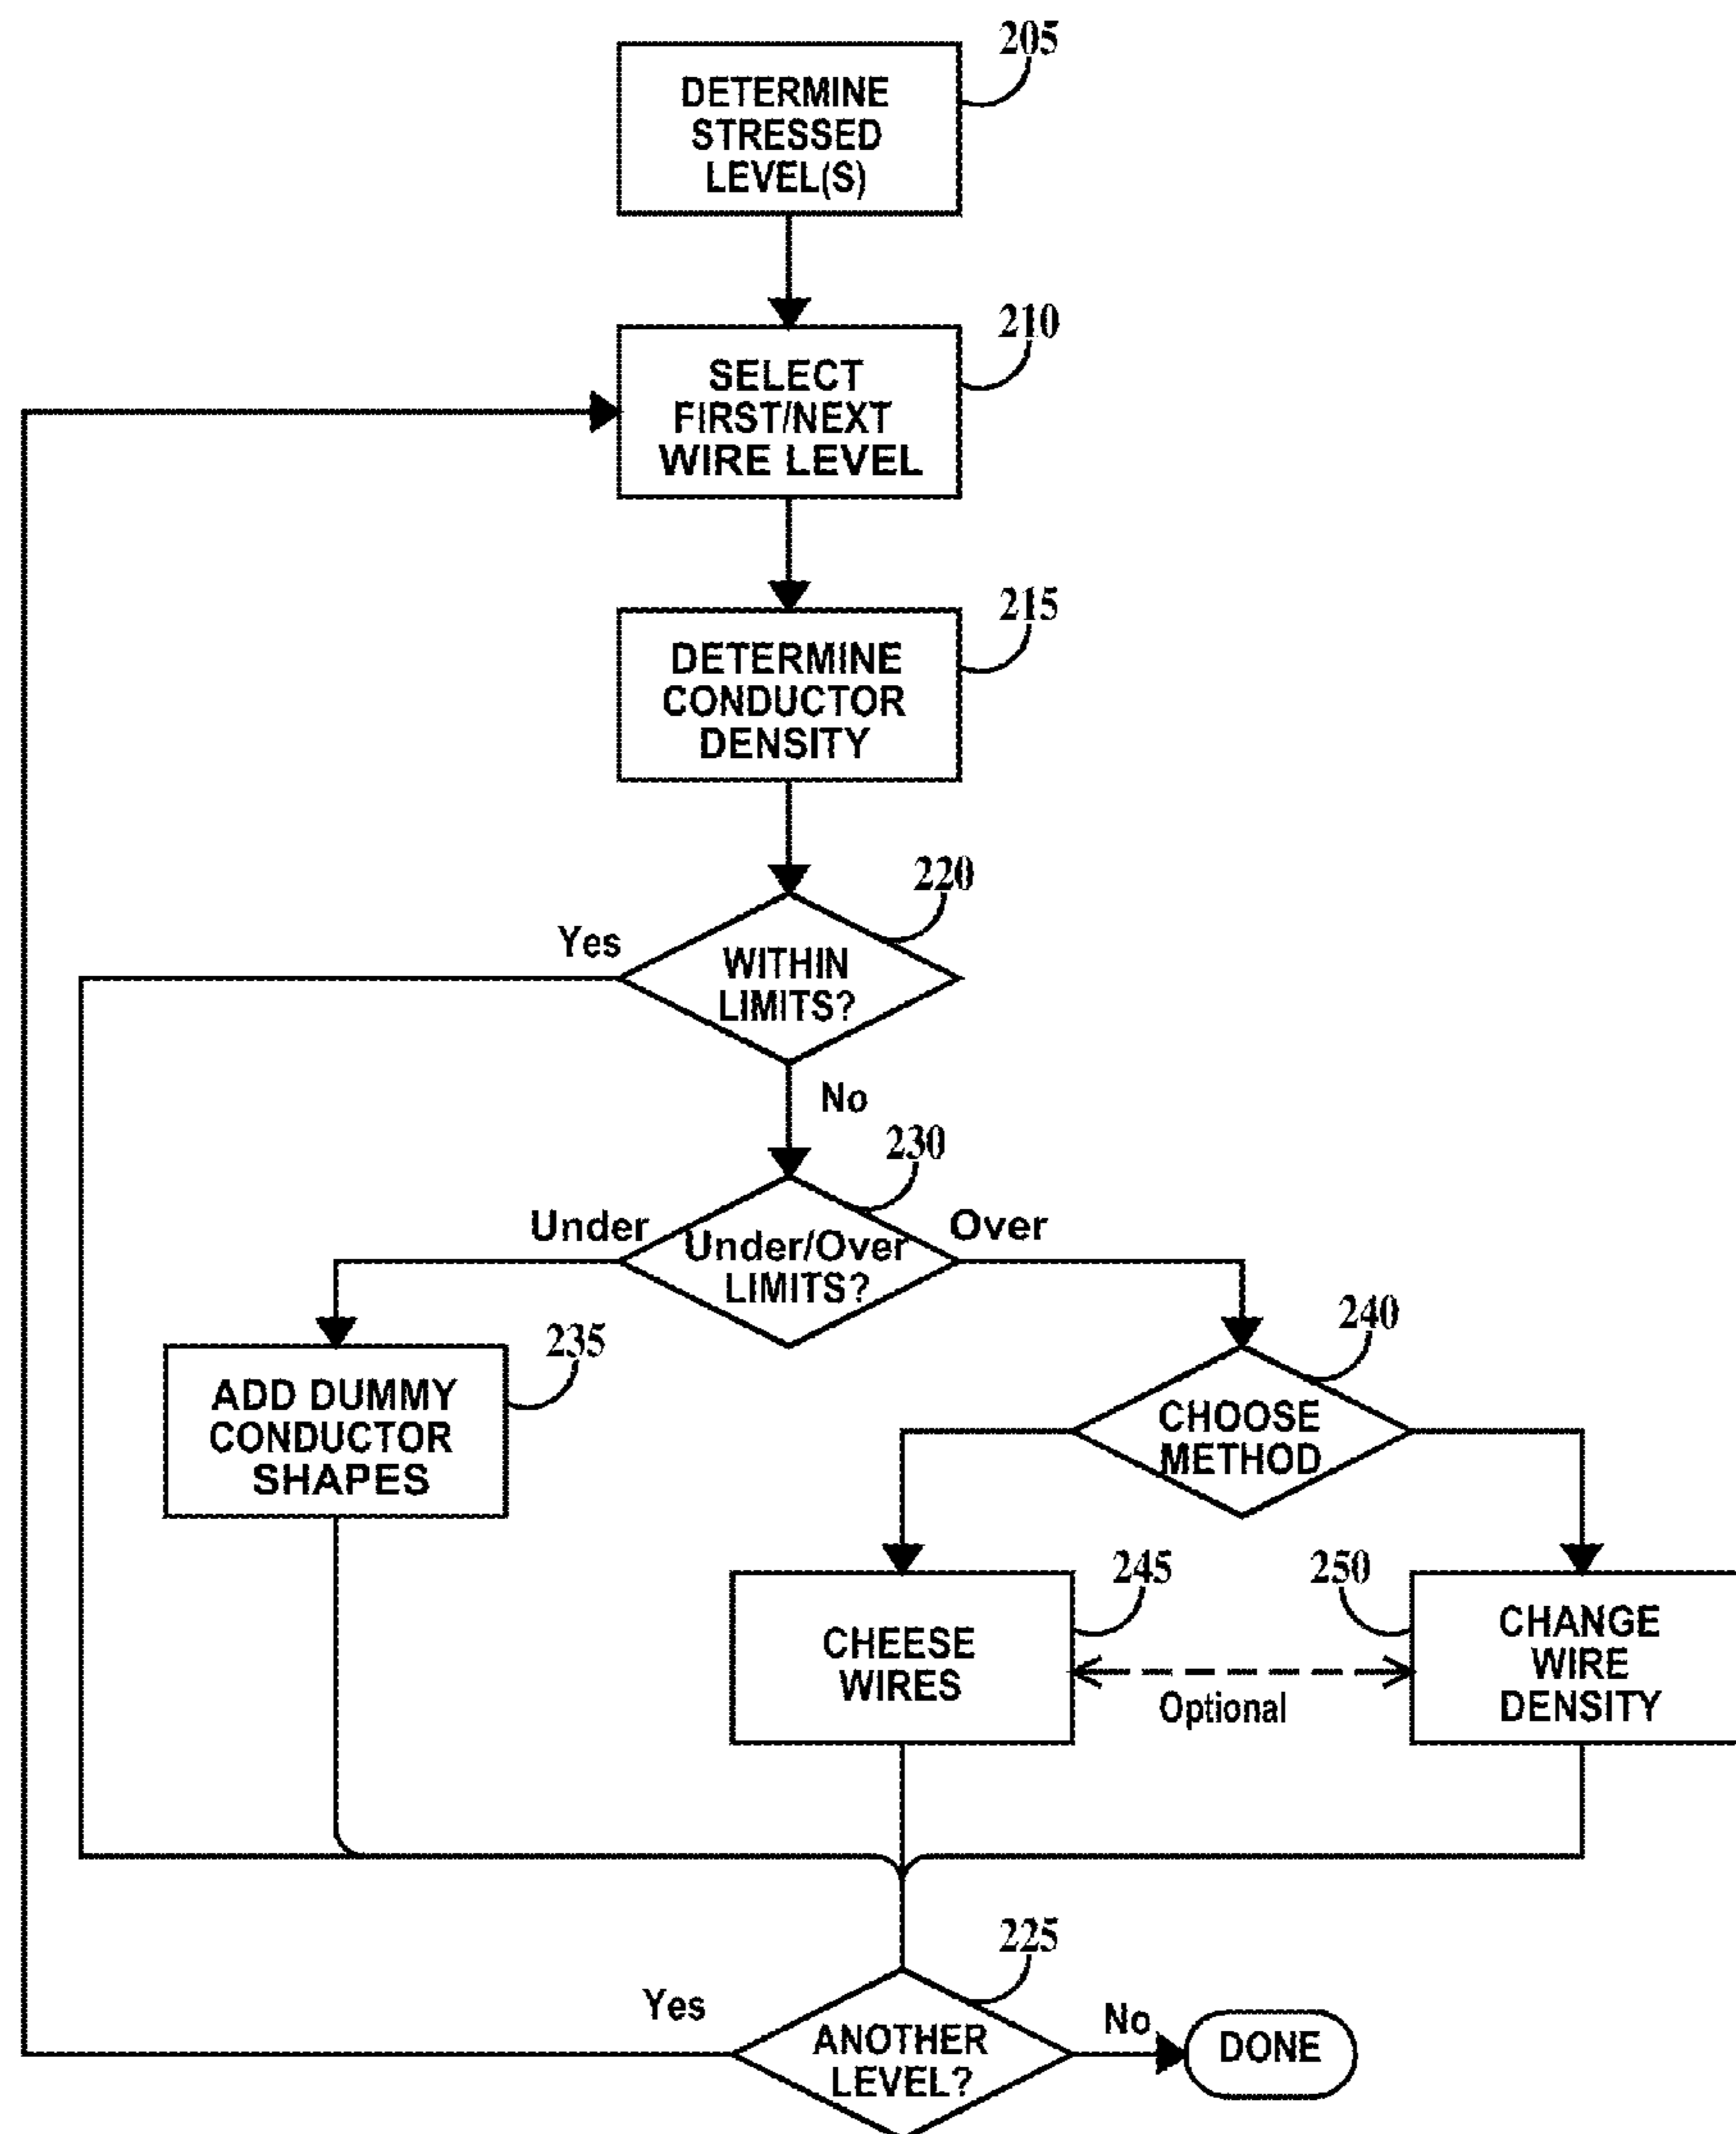 205
DETERMINE
STRESSED
LEVEL(S)
210
SELECT
FIRST/NEXT
WIRE LEVEL
215
DETERMINE
CONDUCTOR
DENSITY
220
Yes
WITHIN
LIMITS?
No
230
Under
Under/Over
LIMITS?
Over
235
ADD DUMMY
CONDUCTOR
SHAPES
240
CHOOSE
METHOD
245
CHEESE
WIRES
Optional
250
CHANGE
WIRE
DENSITY
225
Yes
ANOTHER
LEVEL?
No
DONE